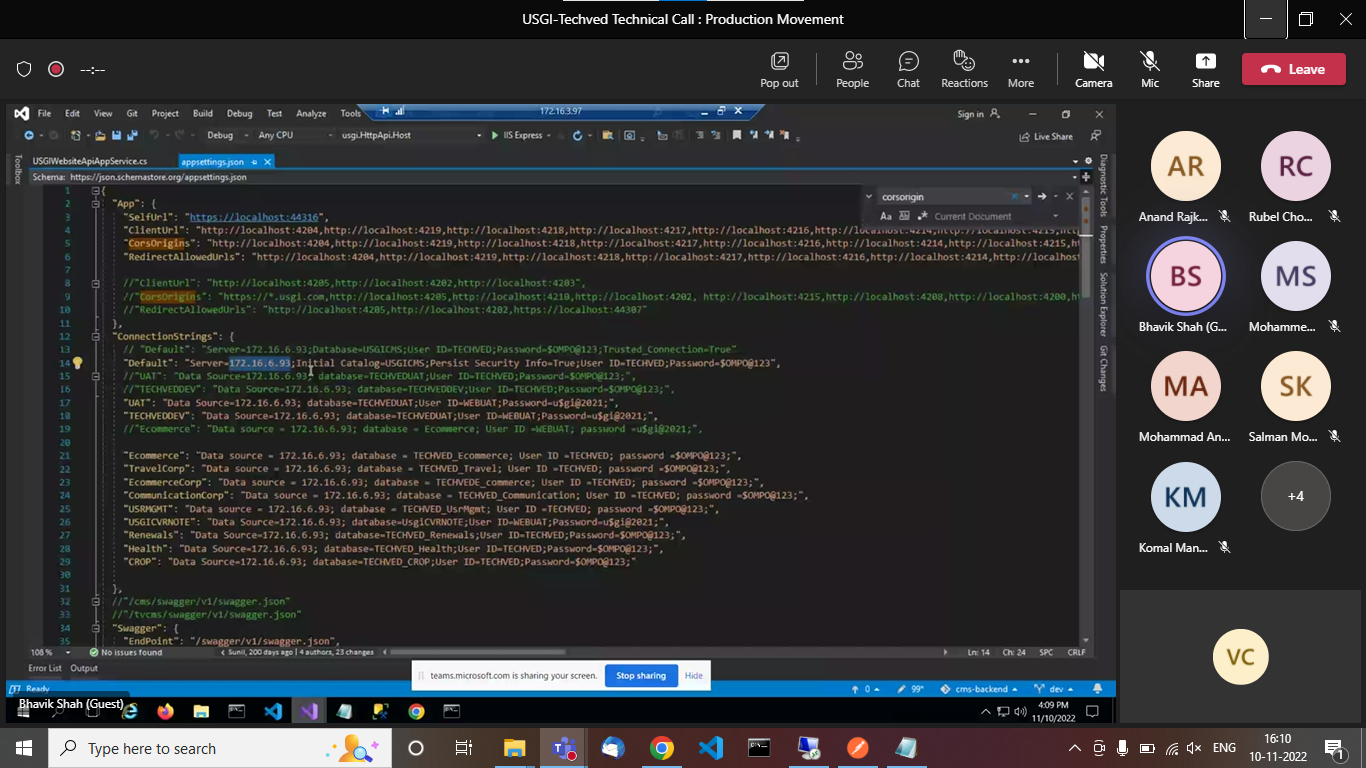 USGI-Techved Technical Call : Production Movement
--:--
Pop out
People
Chat
Reactions
More
Camera
Mic
Share
Leave
File Edit View Git Project Build Debug Test Analyze Tools
172.16.3.97
Sign in
Debug Any CPU usgi.HttpApi.Host IIS Express
Live Share
USGIWebsiteApiAppService.cs appsettings.json
Schema: https://json.schemastore.org/appsettings.json
corsorigin
Aa Current Document
Toolbox
Diagnostic Tools
Properties
Solution Explorer
Git Changes
1 {
2 "App": {
3 "SelfUrl": "https://localhost:44316",
4 "ClientUrl": "http://localhost:4204,http://localhost:4219,http://localhost:4218,http://localhost:4217,http://localhost:4216,http://localhost:4214,http://localhost:4215,http
5 "CorsOrigins": "http://localhost:4204,http://localhost:4219,http://localhost:4218,http://localhost:4217,http://localhost:4216,http://localhost:4214,http://localhost:4215,
6 "RedirectAllowedUrls": "http://localhost:4204,http://localhost:4219,http://localhost:4218,http://localhost:4217,http://localhost:4216,http://localhost:4214,http://localho
7
8 //"ClientUrl": "http://localhost:4205,http://localhost:4202,http://localhost:4203",
9 //"CorsOrigins": "https://*.usgi.com,http://localhost:4205,http://localhost:4210,http://localhost:4202, http://localhost:4215,http://localhost:4208,http://localhost:4200,
10 //"RedirectAllowedUrls": "http://localhost:4205,http://localhost:4202,https://localhost:44307"
11 },
12 "ConnectionStrings": {
13 // "Default": "Server=172.16.6.93;Database=USGICMS;User ID=TECHVED;Password=$OMPO@123;Trusted_Connection=True"
14 "Default": "Server=172.16.6.93;Initial Catalog=USGICMS;Persist Security Info=True;User ID=TECHVED;Password=$OMPO@123",
15 //"UAT": "Data Source=172.16.6.93; database=TECHVEDUAT;User ID=TECHVED;Password=$OMPO@123;",
16 //"TECHVEDDEV": "Data Source=172.16.6.93; database=TECHVEDDEV;User ID=TECHVED;Password=$OMPO@123;",
17 "UAT": "Data Source=172.16.6.93; database=TECHVEDUAT;User ID=WEBUAT;Password=u$gi@2021;",
18 "TECHVEDDEV": "Data Source=172.16.6.93; database=TECHVEDUAT;User ID=WEBUAT;Password=u$gi@2021;",
19 //"Ecommerce": "Data source = 172.16.6.93; database = Ecommerce; User ID =WEBUAT; password =u$gi@2021;",
20
21 "Ecommerce": "Data source = 172.16.6.93; database = TECHVED_Ecommerce; User ID =TECHVED; password =$OMPO@123;",
22 "TravelCorp": "Data source = 172.16.6.93; database = TECHVED_Travel; User ID =TECHVED; password =$OMPO@123;",
23 "EcommerceCorp": "Data source = 172.16.6.93; database = TECHVEDE_commerce; User ID =TECHVED; password =$OMPO@123;",
24 "CommunicationCorp": "Data source = 172.16.6.93; database = TECHVED_Communication; User ID =TECHVED; password =$OMPO@123;",
25 "USRMGMT": "Data source = 172.16.6.93; database = TECHVED_UsrMgmt; User ID =TECHVED; password =$OMPO@123;",
26 "USGICVRNOTE": "Data Source=172.16.6.93; database=UsgiCVRNOTE;User ID=WEBUAT;Password=u$gi@2021;",
27 "Renewals": "Data Source=172.16.6.93; database=TECHVED_Renewals;User ID=TECHVED;Password=$OMPO@123;",
28 "Health": "Data Source=172.16.6.93; database=TECHVED_Health;User ID=TECHVED;Password=$OMPO@123;",
29 "CROP": "Data Source=172.16.6.93; database=TECHVED_CROP;User ID=TECHVED;Password=$OMPO@123;"
30
31 },
32 //"/cms/swagger/v1/swagger.json"
33 //"/tvcms/swagger/v1/swagger.json"
34 "Swagger": {
35 "EndPoint": "/swagger/v1/swagger.json",
108 % No issues found Sunil, 200 days ago | 4 authors, 23 changes Ln: 14 Ch: 24 SPC CRLF
Error List Output
teams.microsoft.com is sharing your screen. Stop sharing Hide
Ready 0 99+ cms-backend dev
Bhavik Shah (Guest)
4:09 PM
11/10/2022
AR
Anand Rajk...
RC
Rubel Cho...
BS
Bhavik Shah (G...
MS
Mohamme...
MA
Mohammad An...
SK
Salman Mo...
KM
Komal Man...
+4
VC
Type here to search
ENG
16:10
10-11-2022
1